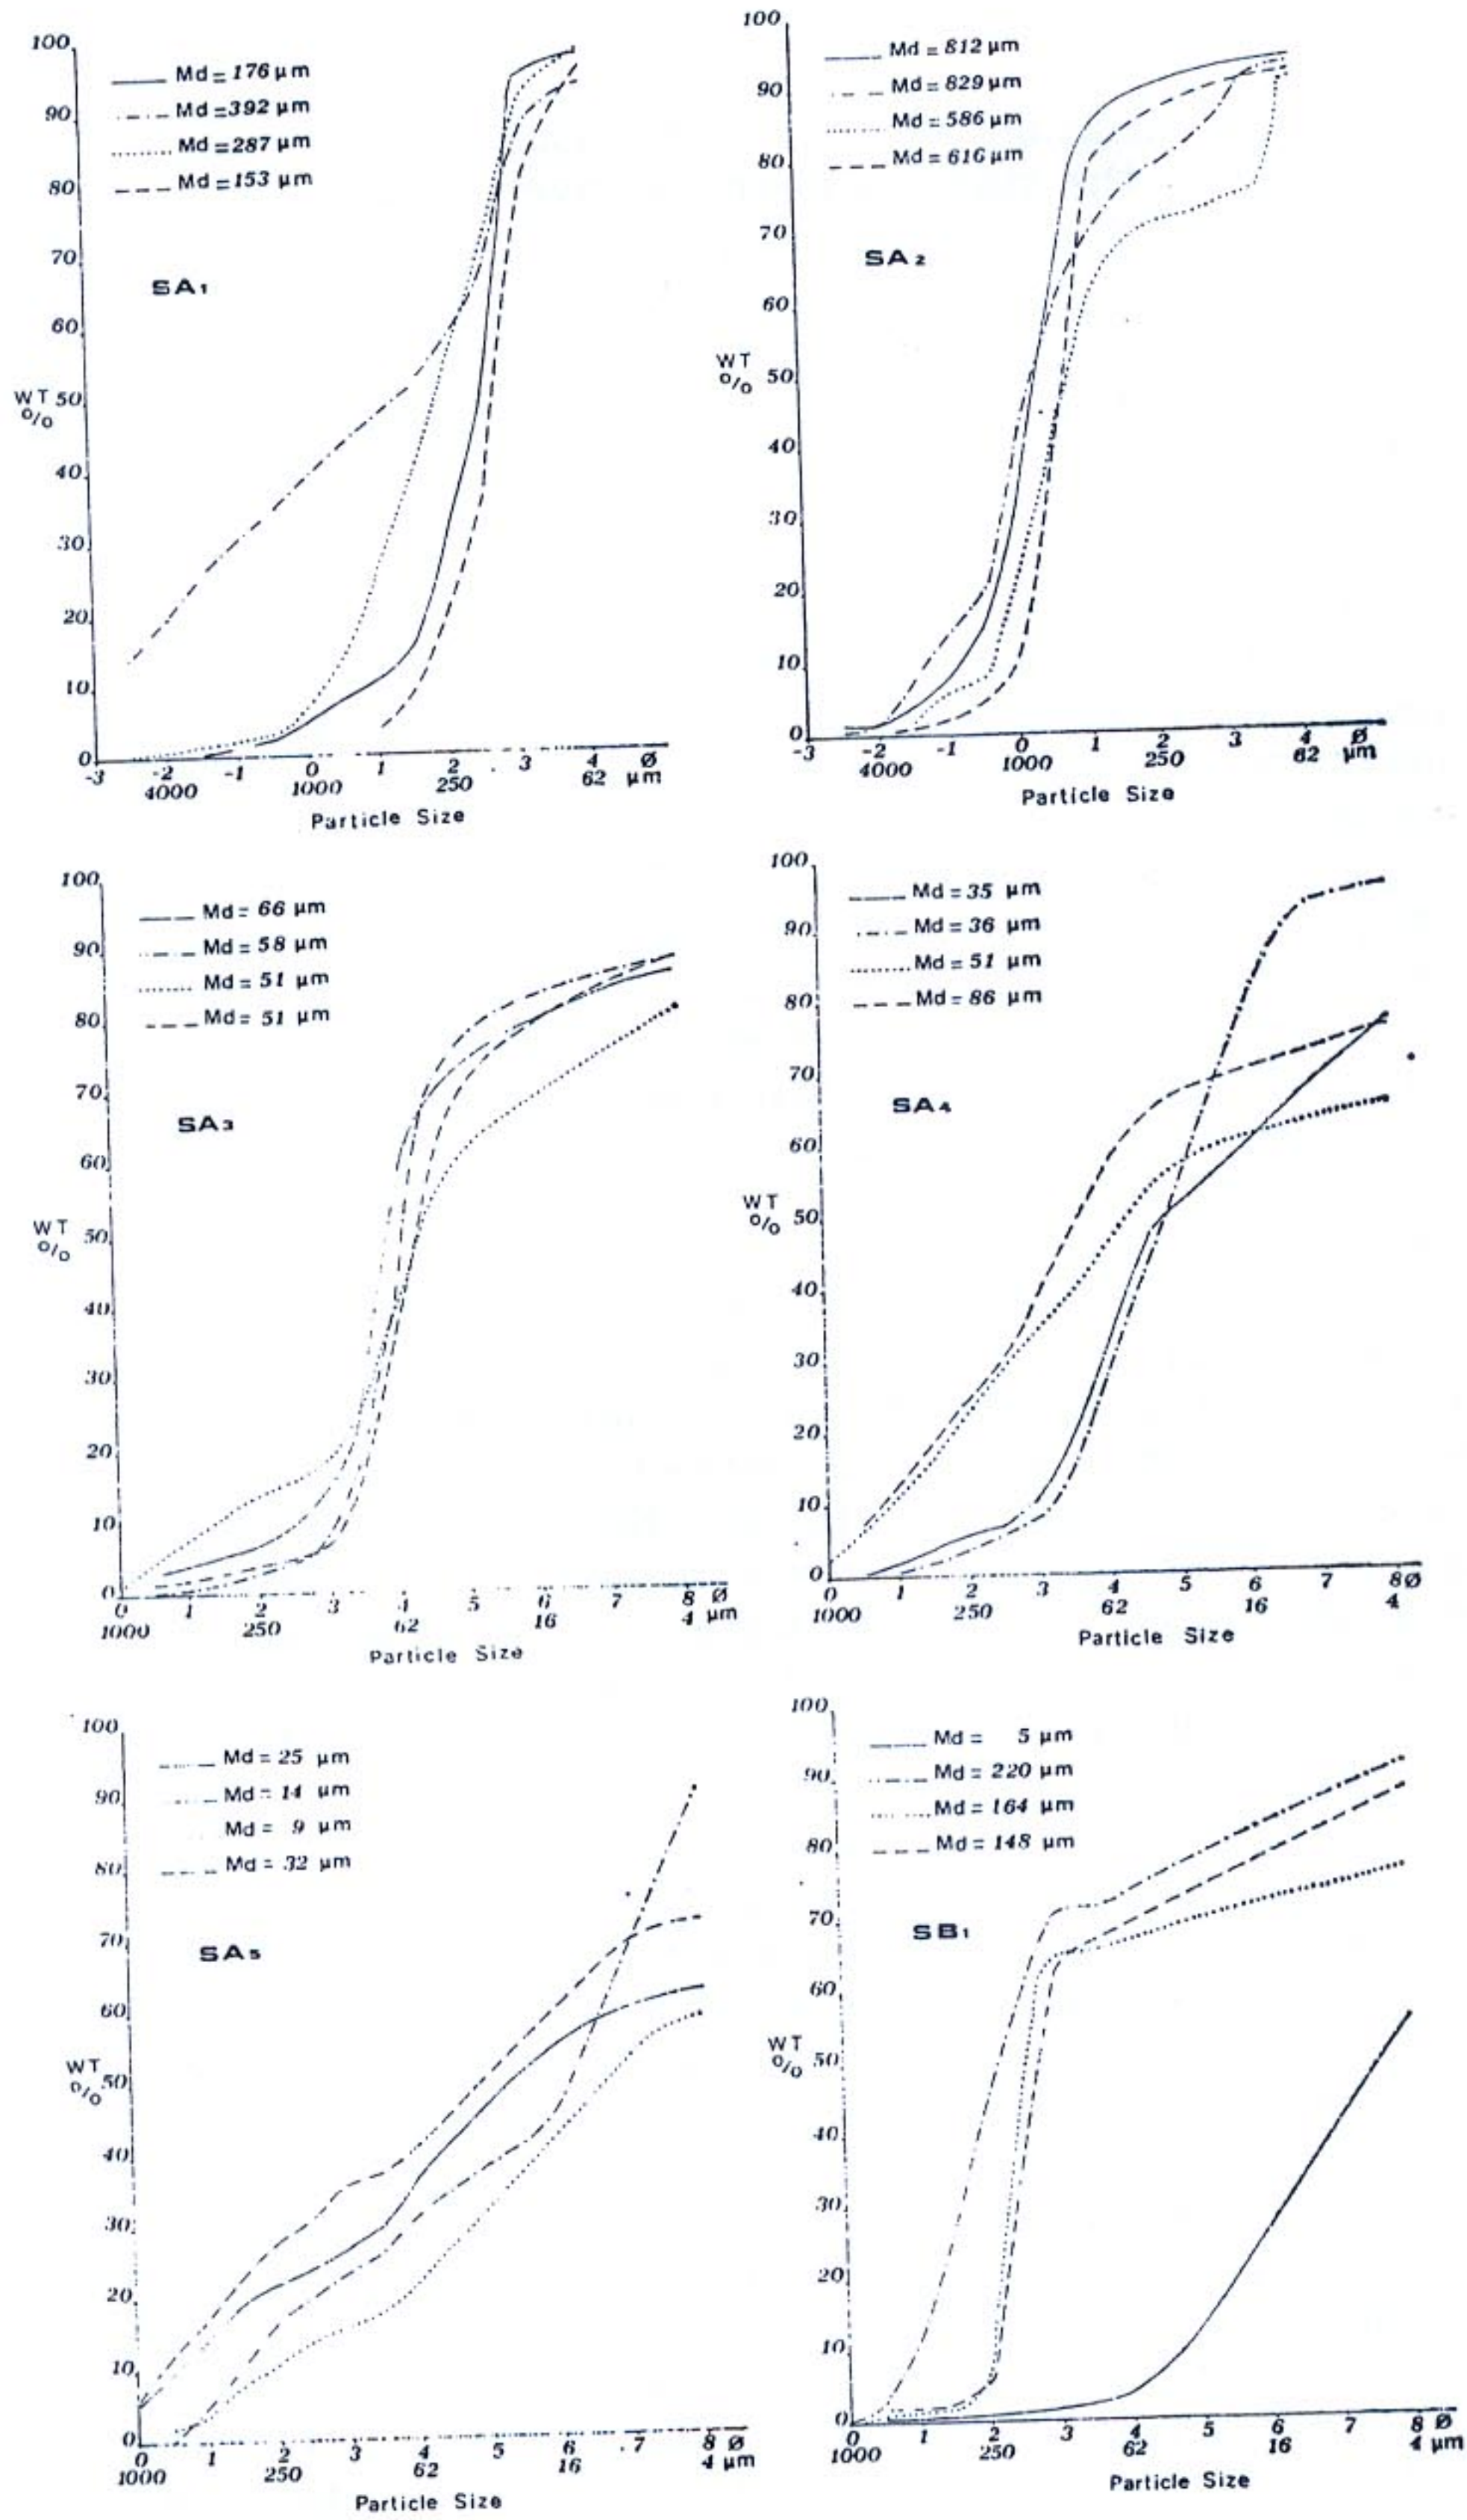 100
90
80
70
60
WT 50
%
40
30
20
10
0
Md = 176 µm
Md = 392 µm
Md = 287 µm
Md = 153 µm
SA1
-3 -2 -1 0 1 2 3 4 Ø
4000 1000 250 62 µm
Particle Size
100
90
80
70
60
WT
% 50
40
30
20
10
0
Md = 812 µm
Md = 829 µm
Md = 586 µm
Md = 616 µm
SA2
-3 -2 -1 0 1 2 3 4 Ø
4000 1000 250 62 µm
Particle Size
100
90
80
70
60
WT 50
%
40
30
20
10
0
Md = 66 µm
Md = 58 µm
Md = 51 µm
Md = 51 µm
SA3
0 1 2 3 4 5 6 7 8 Ø
1000 250 62 16 4 µm
Particle Size
100
90
80
70
60
WT
% 50
40
30
20
10
0
Md = 35 µm
Md = 36 µm
Md = 51 µm
Md = 86 µm
SA4
0 1 2 3 4 5 6 7 8Ø
1000 250 62 16 4
Particle Size
100
90
80
70
60
WT
% 50
40
30
20
10
0
Md = 25 µm
Md = 14 µm
Md = 9 µm
Md = 32 µm
SA5
0 1 2 3 4 5 6 7 8 Ø
1000 250 62 16 4 µm
Particle Size
100
90
80
70
60
WT
% 50
40
30
20
10
0
Md = 5 µm
Md = 220 µm
Md = 164 µm
Md = 148 µm
SB1
0 1 2 3 4 5 6 7 8 Ø
1000 250 62 16 4 µm
Particle Size